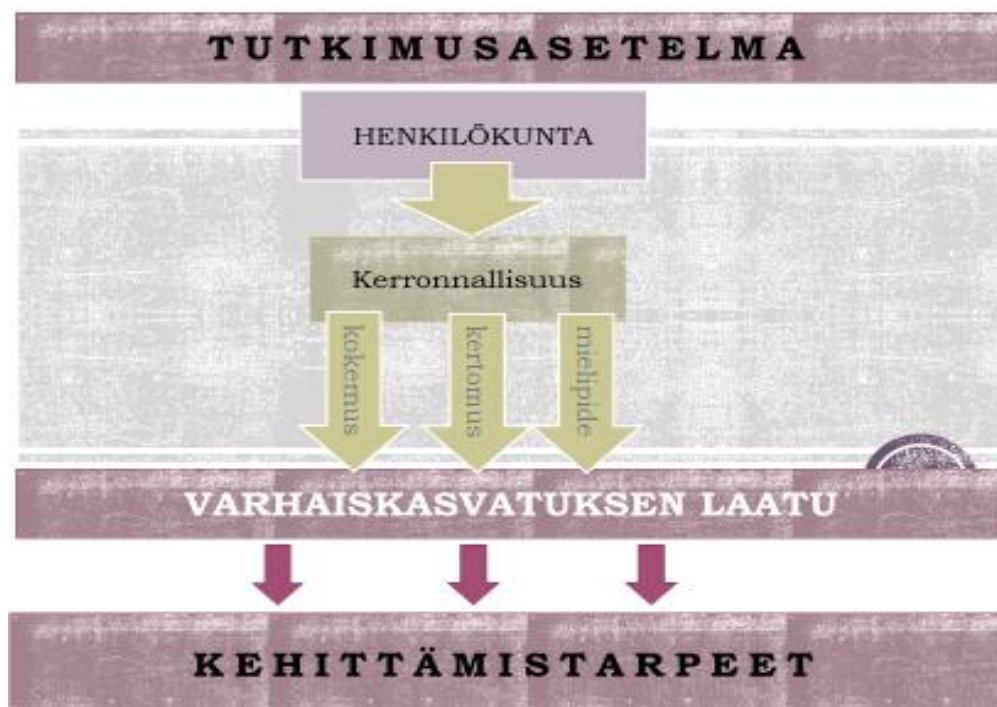 TUTKIMUSASETELMA
HENKILÖKUNTA
Kerronnallisuus
kokemus
kertomus
mielipide
VARHAISKASVATUKSEN LAATU
KEHITTÄMISTARPEET